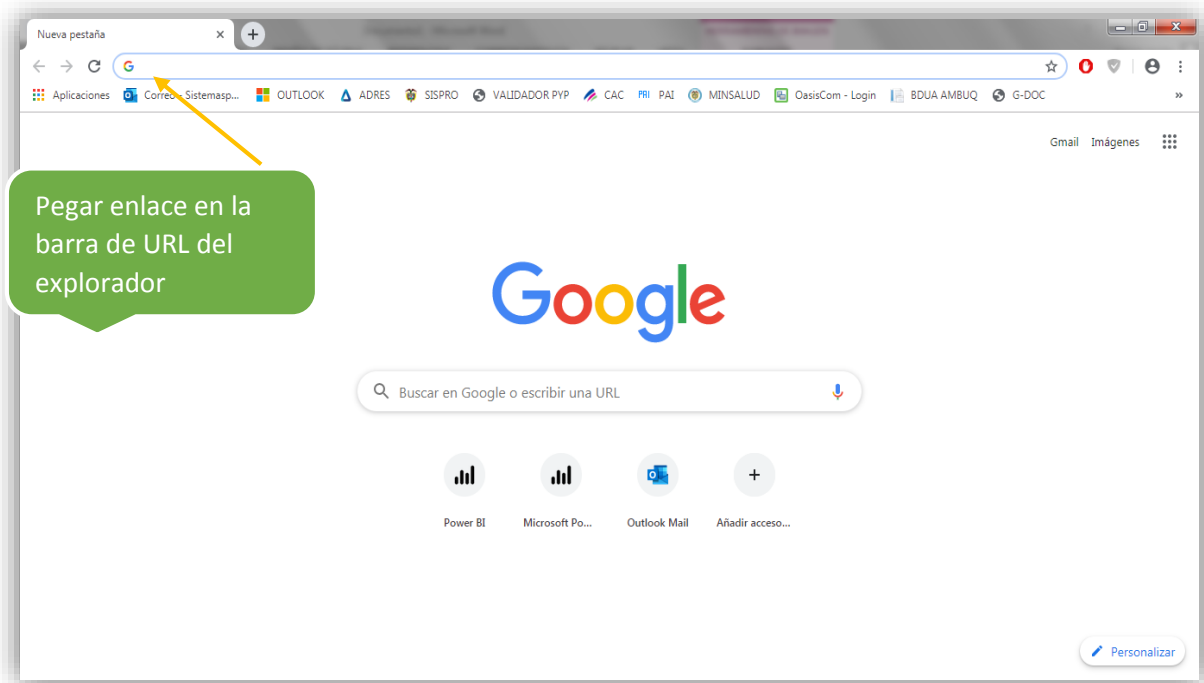 Nueva pestaña
Aplicaciones Correo - Sistemasp... OUTLOOK ADRES SISPRO VALIDADOR PYP CAC PRI PAI MINSALUD OasisCom - Login BDUA AMBUQ G-DOC »
Gmail Imágenes
Pegar enlace en la
barra de URL del
explorador
Google
Buscar en Google o escribir una URL
Power BI Microsoft Po... Outlook Mail Añadir acceso...
Personalizar